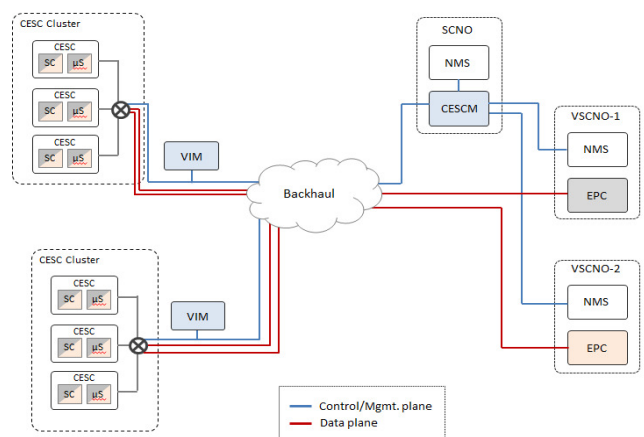 CESC Cluster
CESC
SC µS
CESC
SC µS
CESC
SC µS
VIM
Backhaul
SCNO
NMS
CESCM
VSCNO-1
NMS
EPC
CESC Cluster
CESC
SC µS
CESC
SC µS
CESC
SC µS
VIM
VSCNO-2
NMS
EPC
Control/Mgmt. plane
Data plane